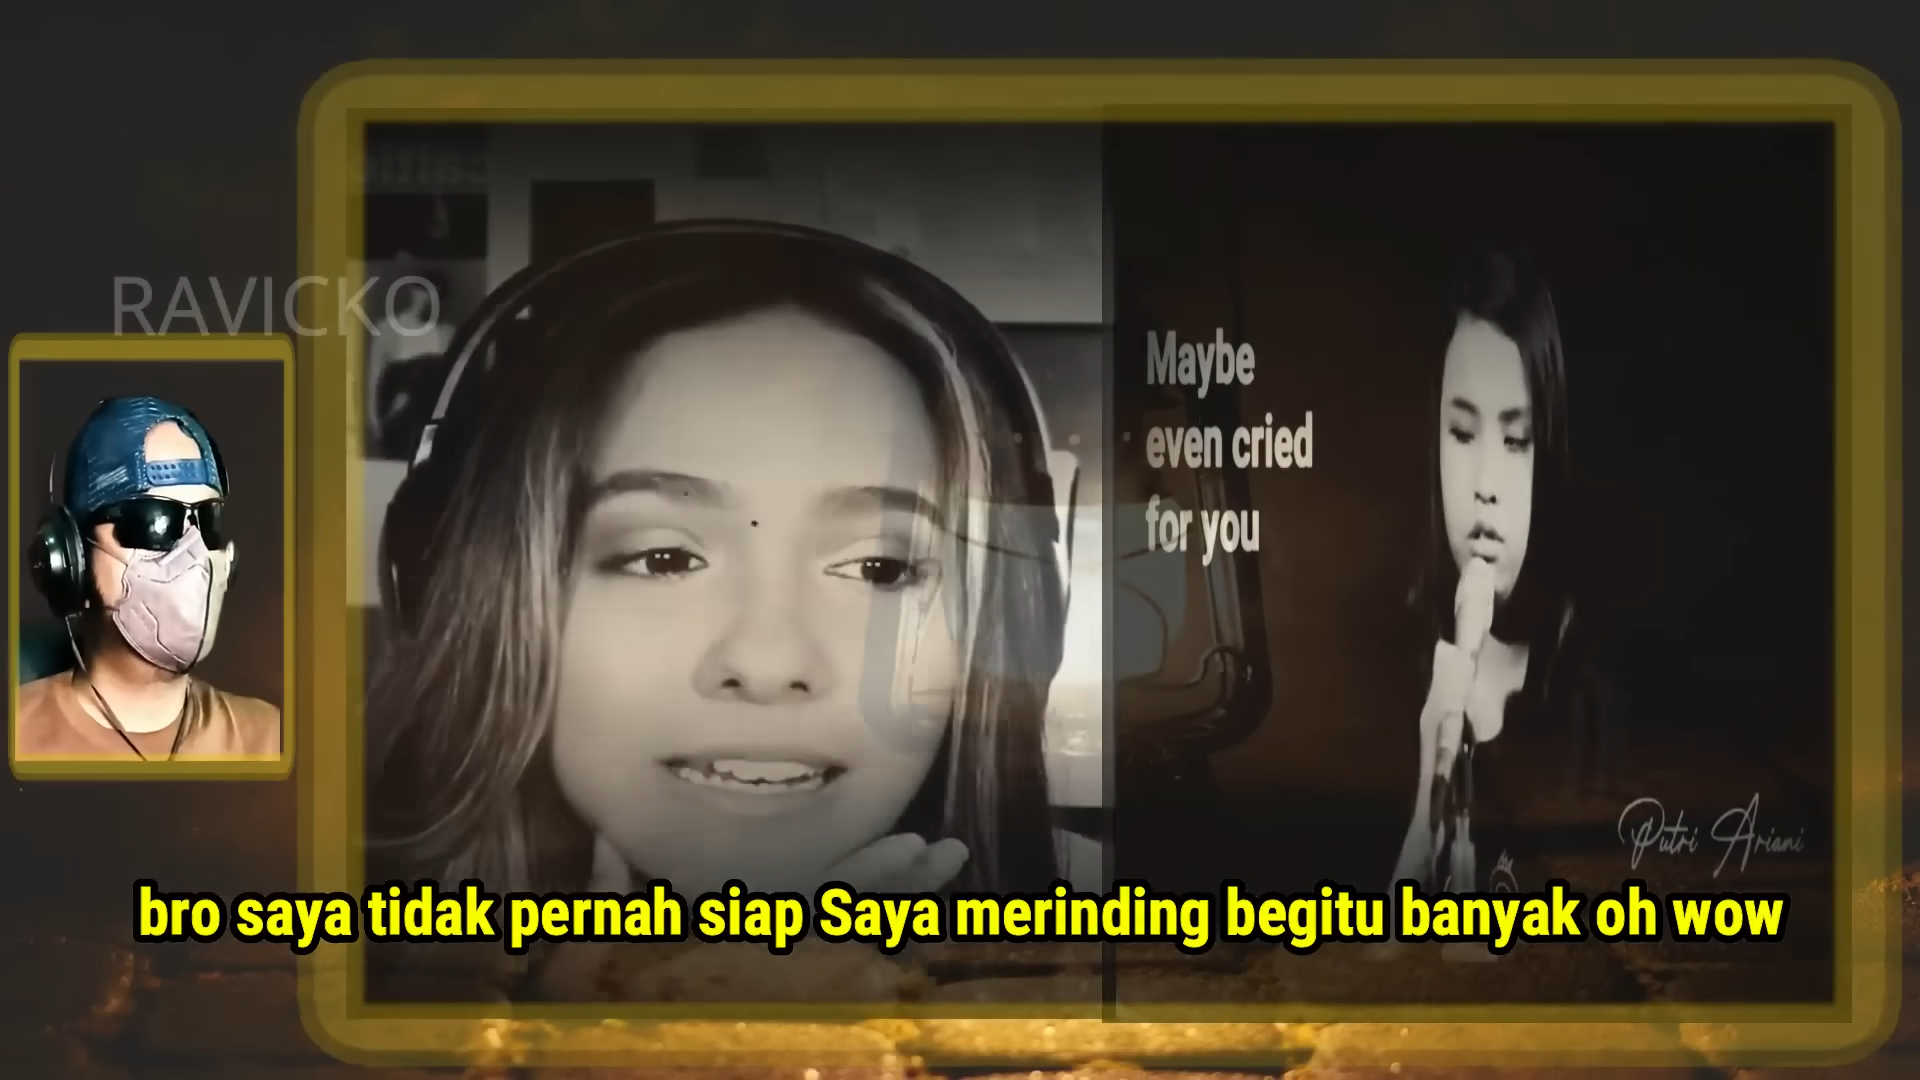 RAVICKO
Maybe
even cried
for you
Putri Ariani
bro saya tidak pernah siap Saya merinding begitu banyak oh wow